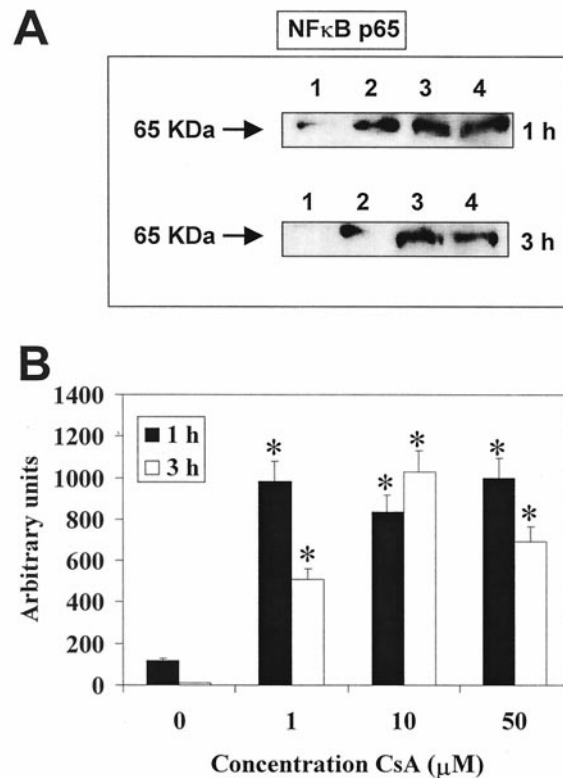 A
NFκB p65
1 2 3 4
65 KDa 1 h
1 2 3 4
65 KDa 3 h
B
1400
1200
1000
800
600
400
200
0
Arbitrary units
1 h
3 h
* * * * * *
0 1 10 50
Concentration CsA (μM)